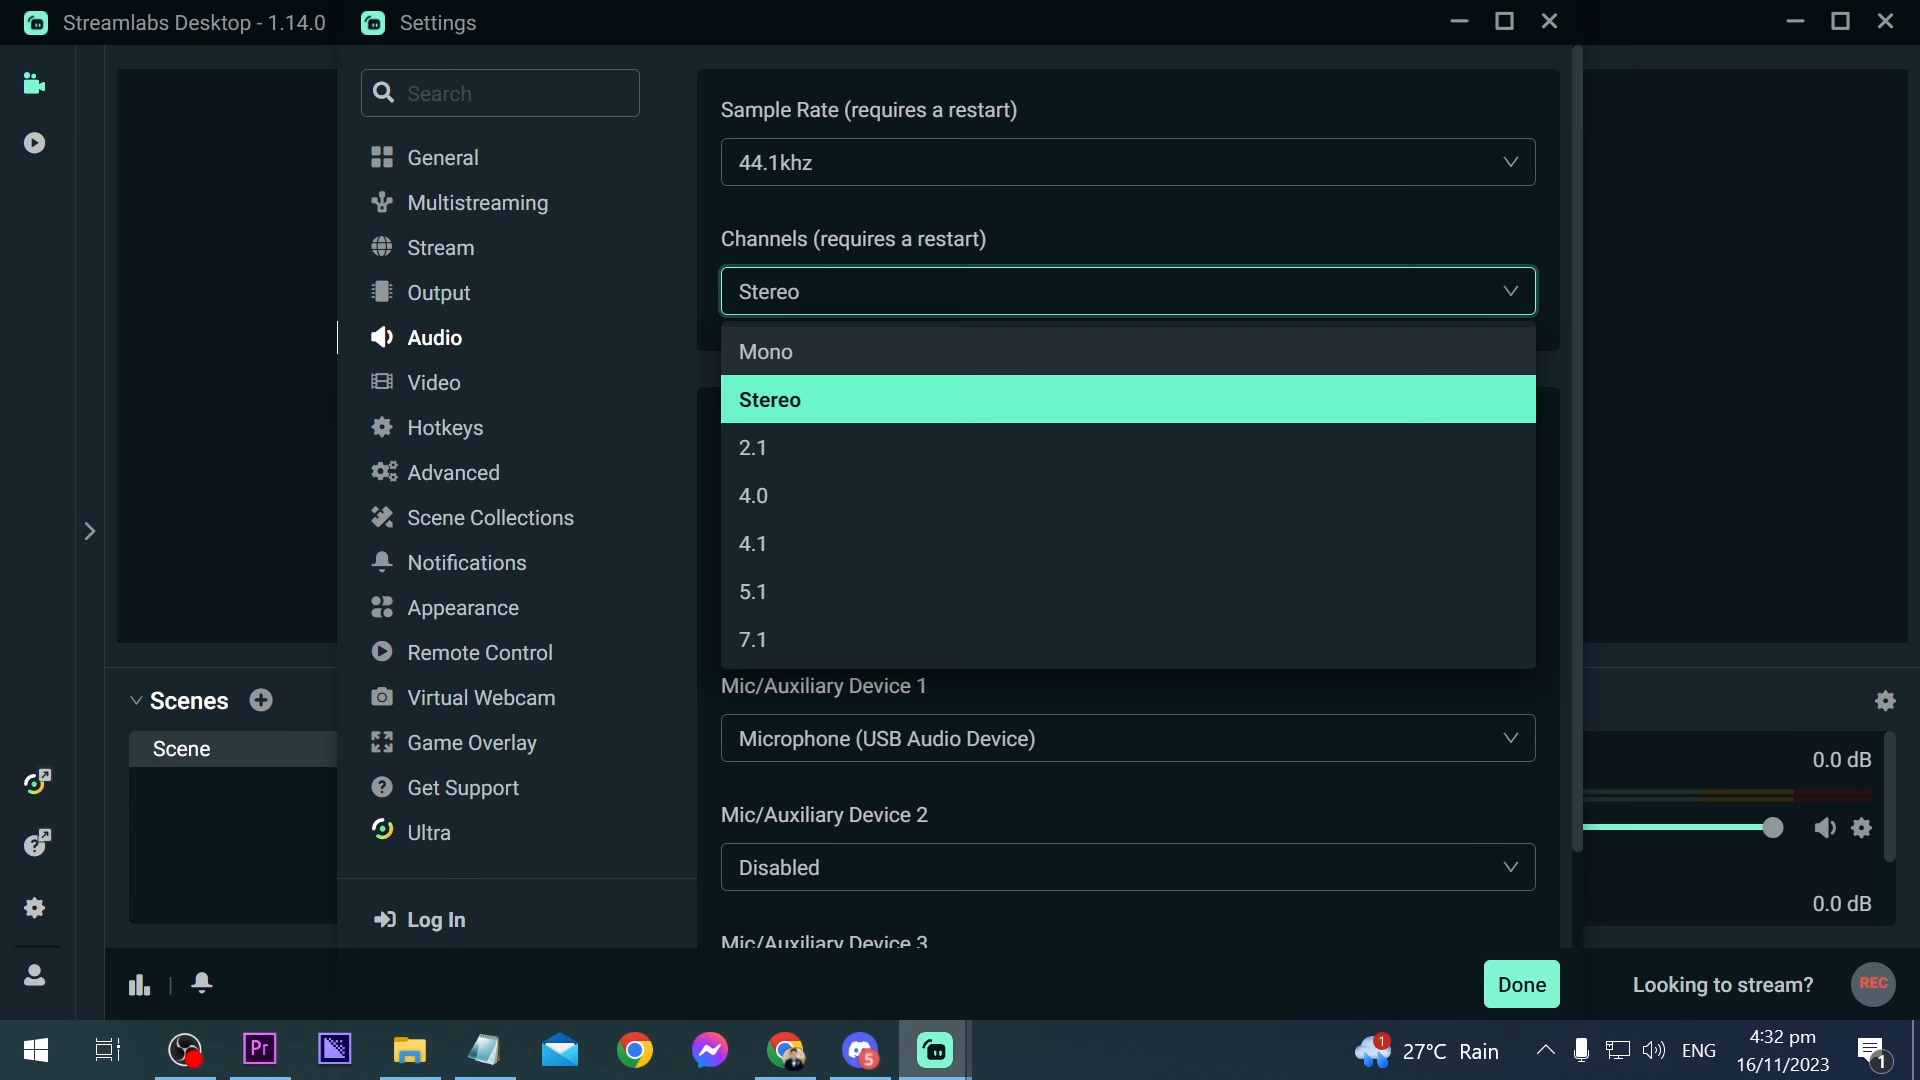 Streamlabs Desktop - 1.14.0
Settings
Search
General
Multistreaming
Stream
Output
Audio
Video
Hotkeys
Advanced
Scene Collections
Notifications
Appearance
Remote Control
Virtual Webcam
Game Overlay
Get Support
Ultra
Log In
Sample Rate (requires a restart)
44.1khz
Channels (requires a restart)
Stereo
Mono
Stereo
2.1
4.0
4.1
5.1
7.1
Mic/Auxiliary Device 1
Microphone (USB Audio Device)
Mic/Auxiliary Device 2
Disabled
Mic/Auxiliary Device 3
Done
Scenes
Scene
0.0 dB
0.0 dB
Looking to stream?
REC
Pr
5
1
27°C Rain
ENG
4:32 pm
16/11/2023
1